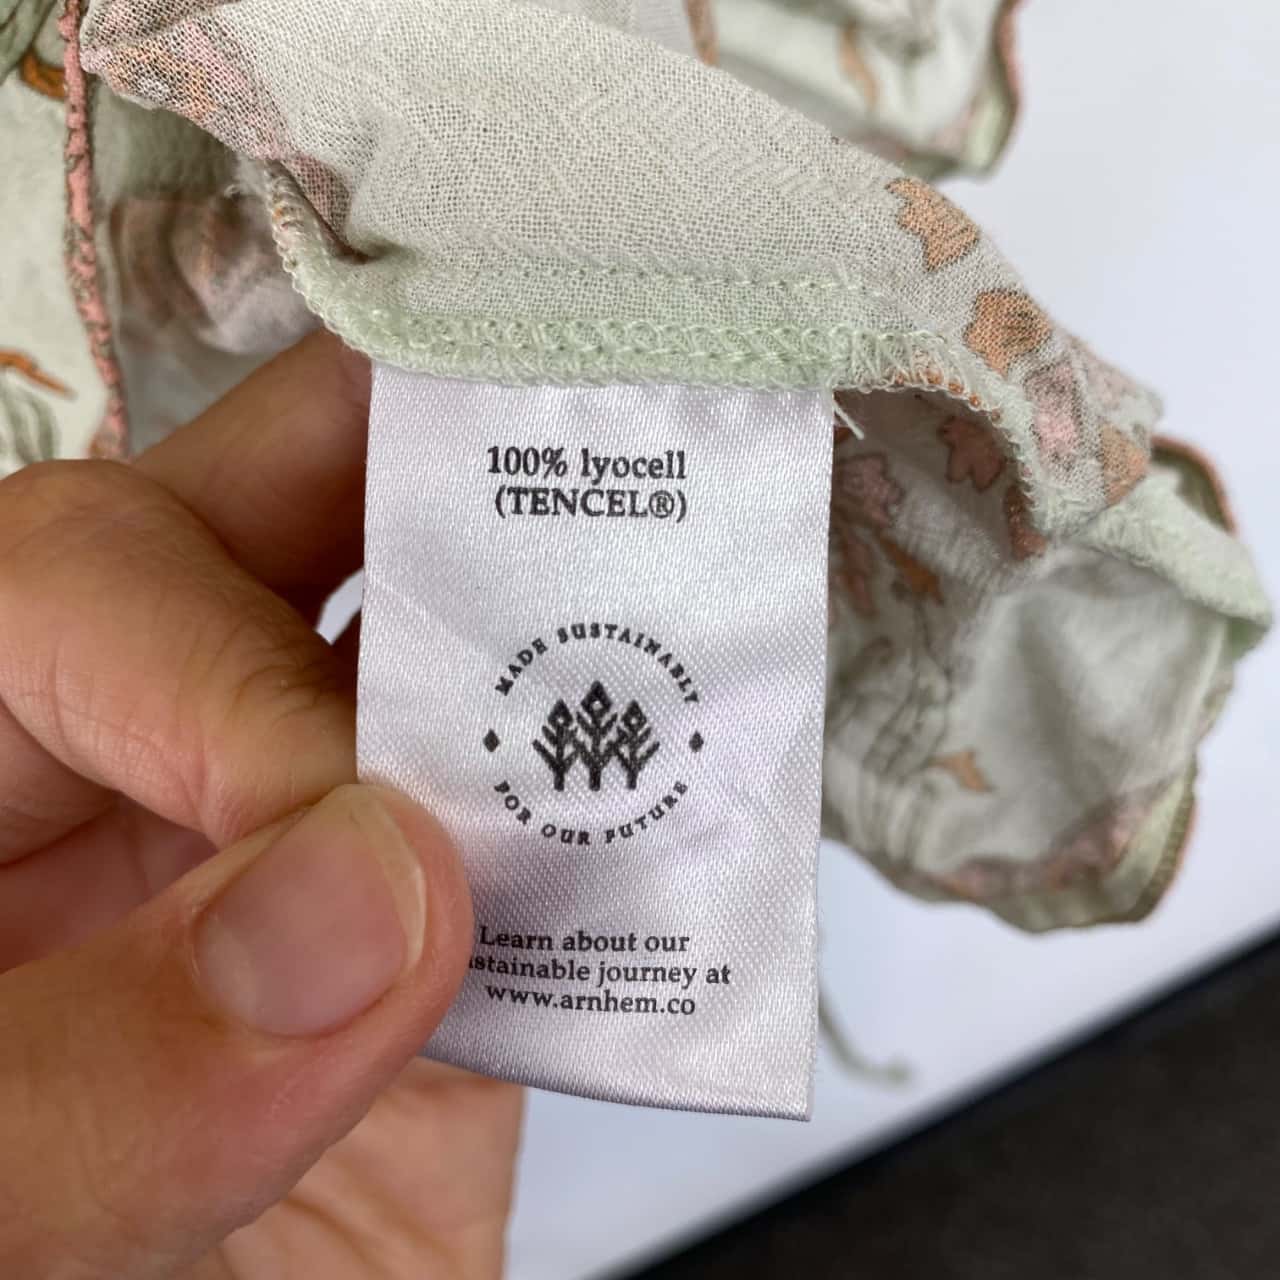 100% lyocell
(TENCEL®)
MADE SUSTAINABLY
FOR OUR FUTURE
Learn about our
journey at
www.arnhem.co